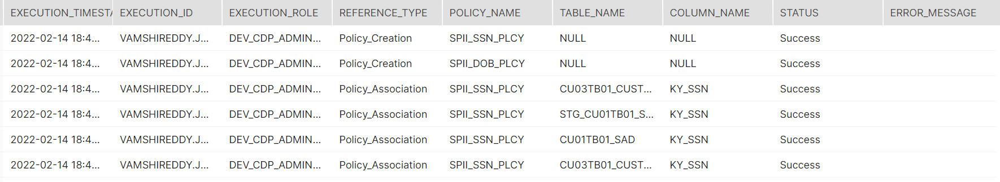 EXECUTION_TIMESTA EXECUTION_ID EXECUTION_ROLE REFERENCE_TYPE POLICY_NAME TABLE_NAME COLUMN_NAME STATUS ERROR_MESSAGE
2022-02-14 18:4... VAMSHIREDDY.J... DEV_CDP_ADMIN... Policy_Creation SPII_SSN_PLCY NULL NULL Success
2022-02-14 18:4... VAMSHIREDDY.J... DEV_CDP_ADMIN... Policy_Creation SPII_DOB_PLCY NULL NULL Success
2022-02-14 18:4... VAMSHIREDDY.J... DEV_CDP_ADMIN... Policy_Association SPII_SSN_PLCY CU03TB01_CUST... KY_SSN Success
2022-02-14 18:4... VAMSHIREDDY.J... DEV_CDP_ADMIN... Policy_Association SPII_SSN_PLCY STG_CU01TB01_S... KY_SSN Success
2022-02-14 18:4... VAMSHIREDDY.J... DEV_CDP_ADMIN... Policy_Association SPII_SSN_PLCY CU01TB01_SAD KY_SSN Success
2022-02-14 18:4... VAMSHIREDDY.J... DEV_CDP_ADMIN... Policy_Association SPII_SSN_PLCY CU03TB01_CUST... KY_SSN Success